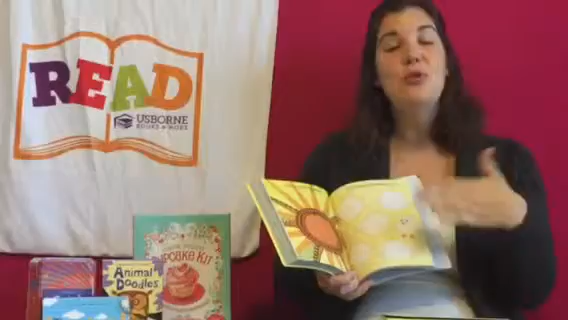 READ
USBORNE
BOOKS & MORE
CUPCAKE KIT
Animal
Doodles